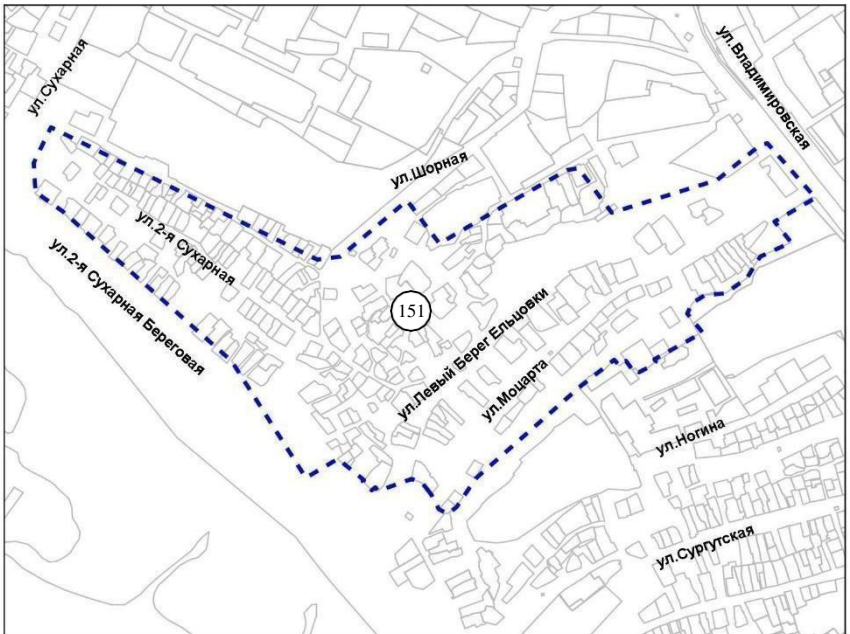 ул.Сухарная
ул.Владимировская
ул.Шорная
ул.2-я Сухарная
ул.2-я Сухарная Береговая
151
ул.Левый Берег Ельцовки
ул.Моцарта
ул.Ногина
ул.Сургутская